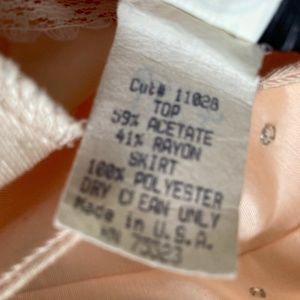 Cut# 11028
TOP
59% ACETATE
41% RAYON
SKIRT
100% POLYESTER
DRY CLEAN ONLY
Made in U.S.A.
RN 73323